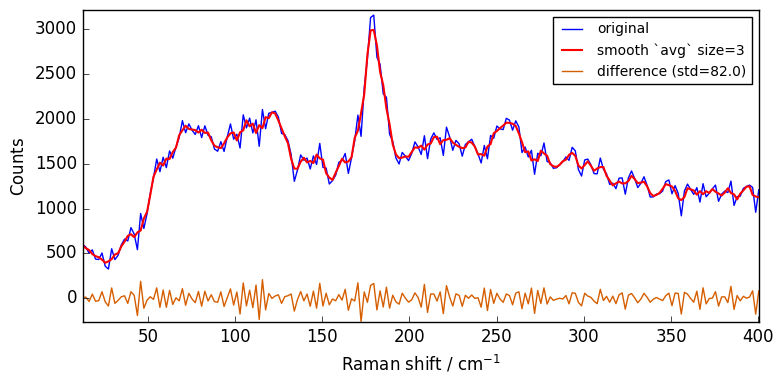 original
smooth `avg` size=3
difference (std=82.0)
Counts
3000
2500
2000
1500
1000
500
0
50 100 150 200 250 300 350 400
Raman shift / cm⁻¹